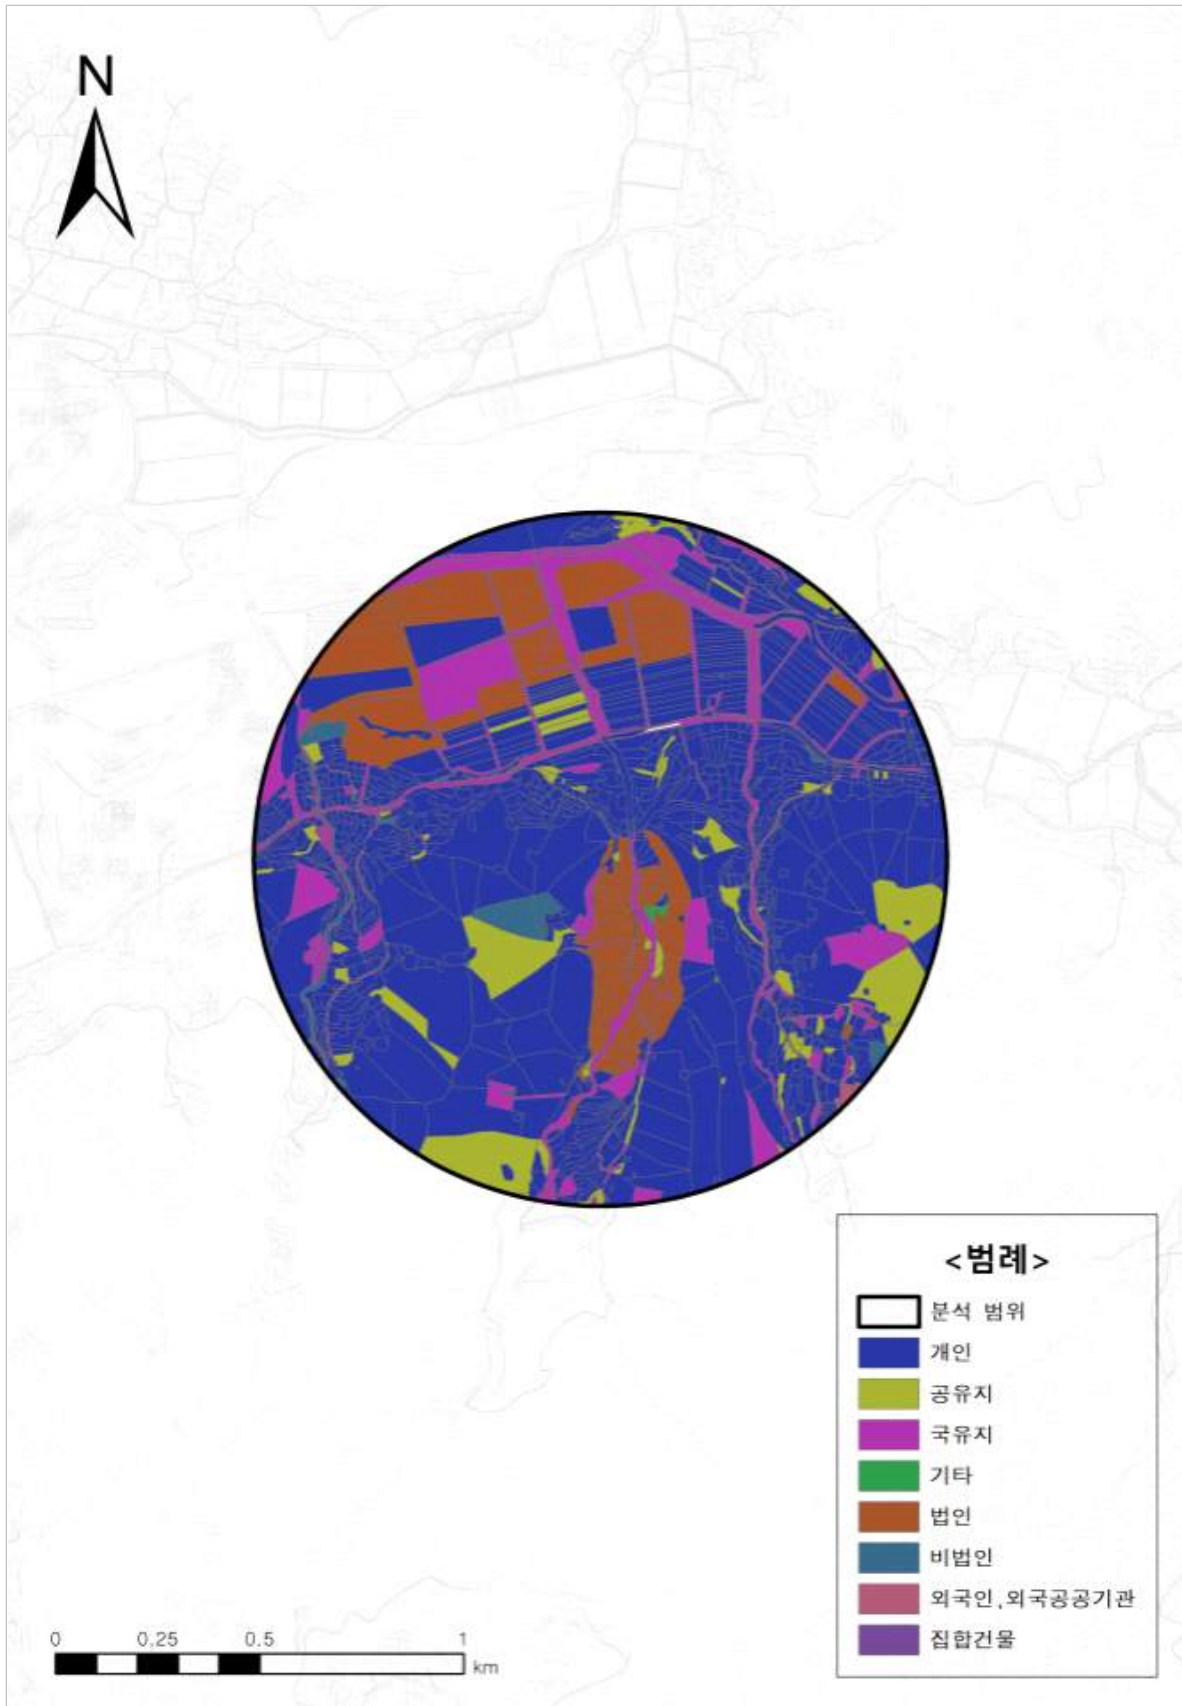 N
<범례>
분석 범위
개인
공유지
국유지
기타
법인
비법인
외국인,외국공공기관
집합건물
0 0.25 0.5 1
km